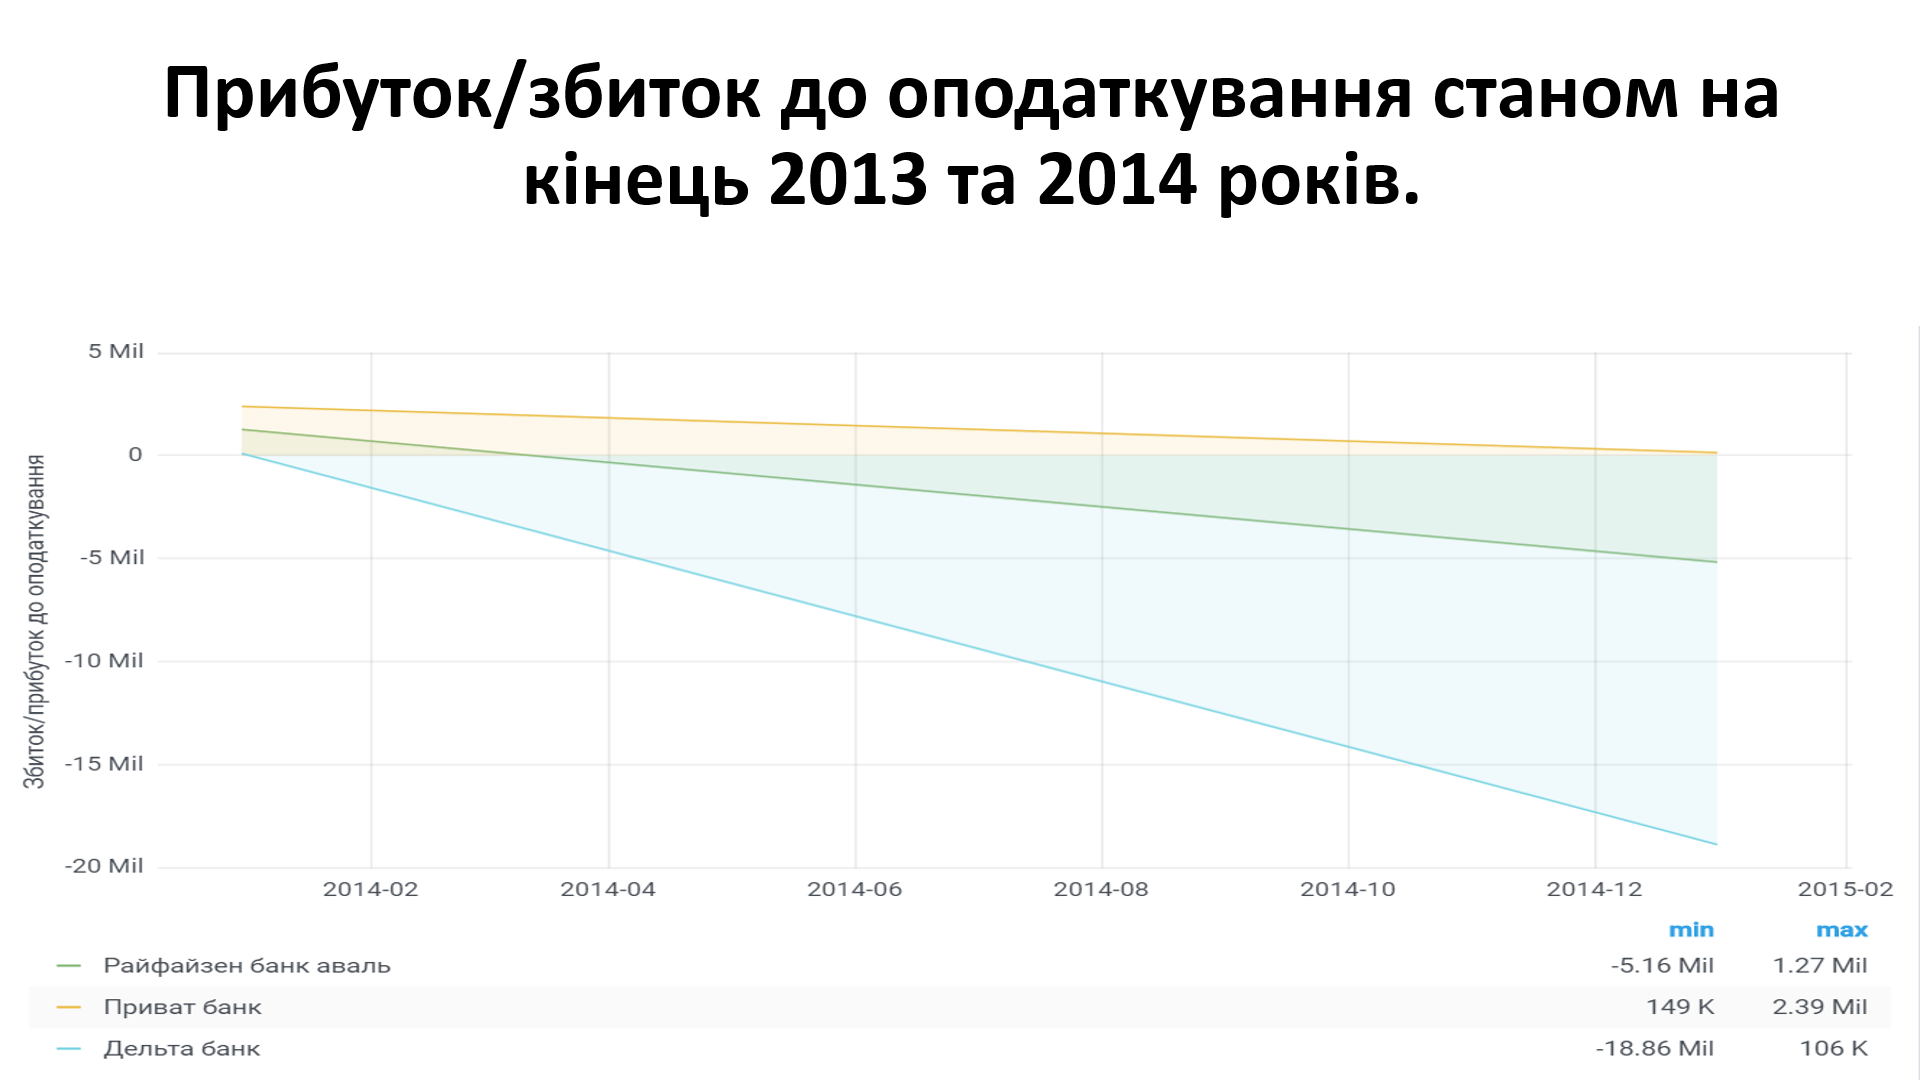 Прибуток/збиток до оподаткування станом на
кінець 2013 та 2014 років.
Збиток/прибуток до оподаткування
5 Mil
0
-5 Mil
-10 Mil
-15 Mil
-20 Mil
2014-02 2014-04 2014-06 2014-08 2014-10 2014-12 2015-02
min max
Райфайзен банк аваль -5.16 Mil 1.27 Mil
Приват банк 149 K 2.39 Mil
Дельта банк -18.86 Mil 106 K